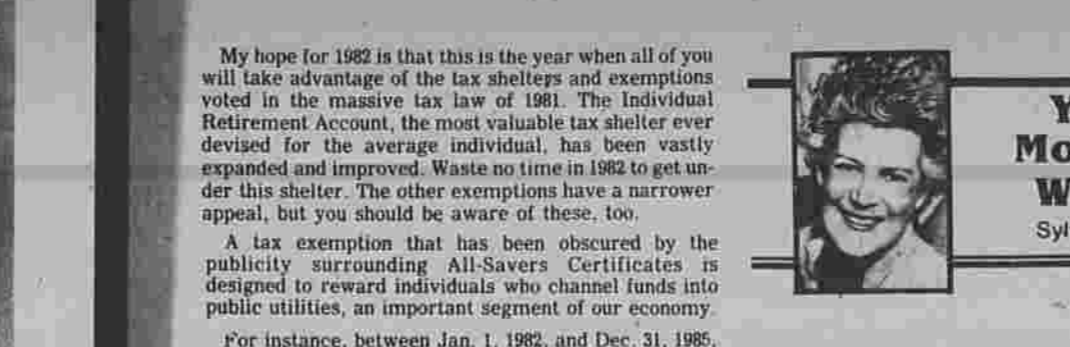 My hope for 1982 is that this is the year when all of you
will take advantage of the tax shelters and exemptions
voted in the massive tax law of 1981. The Individual
Retirement Account, the most valuable tax shelter ever
devised for the average individual, has been vastly
expanded and improved. Waste no time in 1982 to get un-
der this shelter. The other exemptions have a narrower
appeal, but you should be aware of these, too.
A tax exemption that has been obscured by the
publicity surrounding All-Savers Certificates is
designed to reward individuals who channel funds into
public utilities, an important segment of our economy.
For instance, between Jan. 1, 1982, and Dec. 31, 1985,
Y
Mo
W
Syl